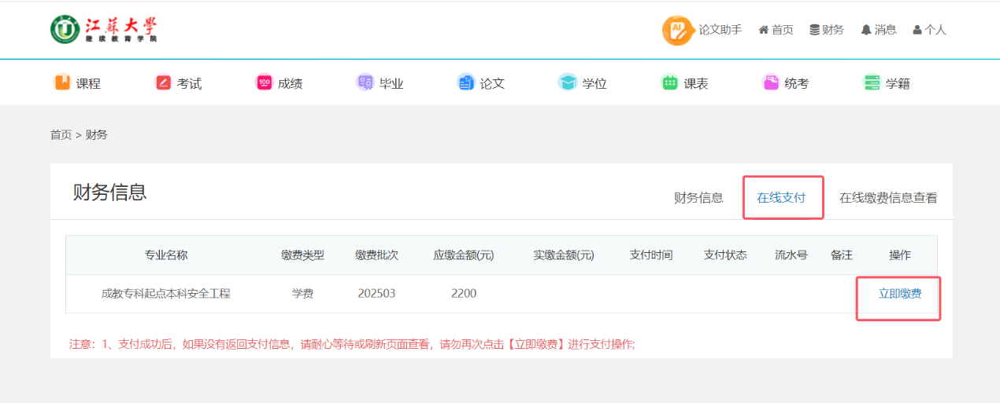 江苏大学
继续教育学院
AI 论文助手 首页 财务 消息 个人
课程 考试 100 成绩 毕业 论文 学位 课表 统考 学籍
首页 > 财务
财务信息
财务信息 在线支付 在线缴费信息查看
专业名称 缴费类型 缴费批次 应缴金额(元) 实缴金额(元) 支付时间 支付状态 流水号 备注 操作
成教专科起点本科安全工程 学费 202503 2200 立即缴费
注意：1、支付成功后，如果没有返回支付信息，请耐心等待或刷新页面查看，请勿再次点击【立即缴费】进行支付操作;